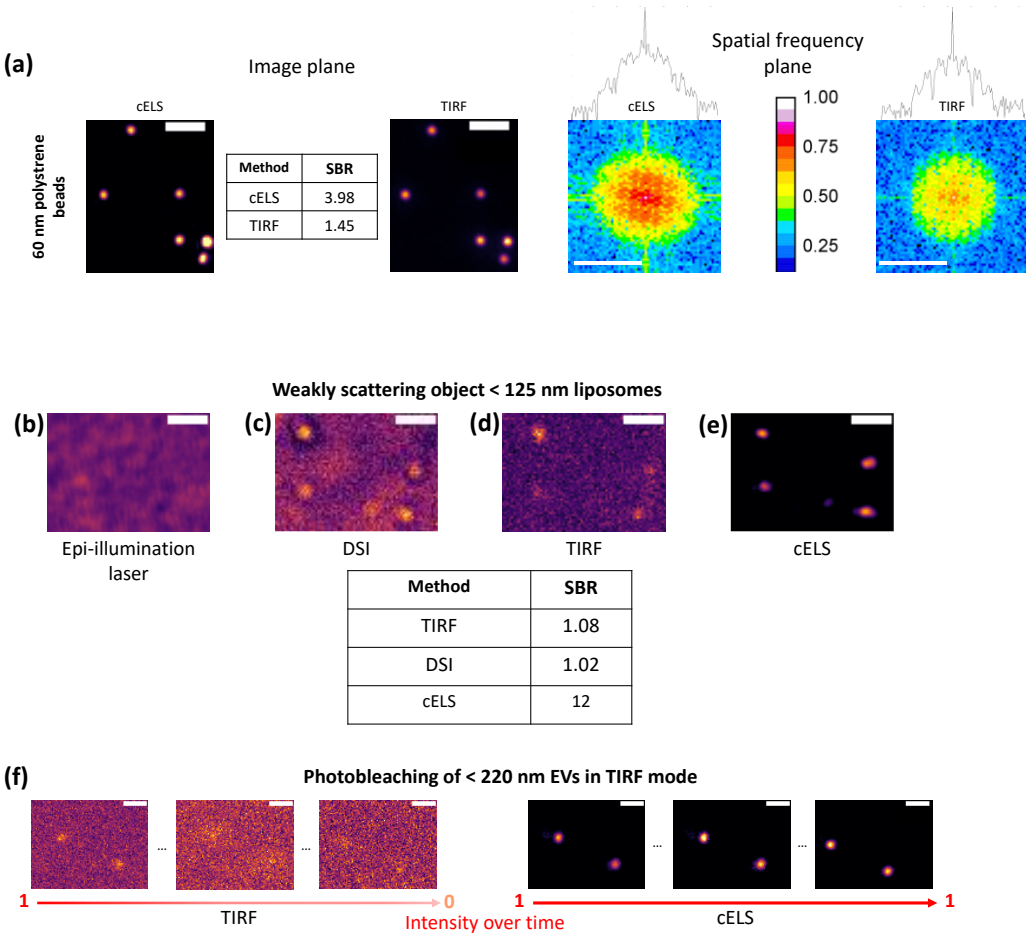 (a)
Image plane
Spatial frequency
plane
cELS
TIRF
cELS
TIRF
60 nm polystrene
beads
Method SBR
cELS 3.98
TIRF 1.45
1.00
0.75
0.50
0.25
Weakly scattering object < 125 nm liposomes
(b)
(c)
(d)
(e)
Epi-illumination
laser
DSI
TIRF
cELS
Method SBR
TIRF 1.08
DSI 1.02
cELS 12
(f)
Photobleaching of < 220 nm EVs in TIRF mode
... ...
... ...
1 0
1 1
TIRF
Intensity over time
cELS